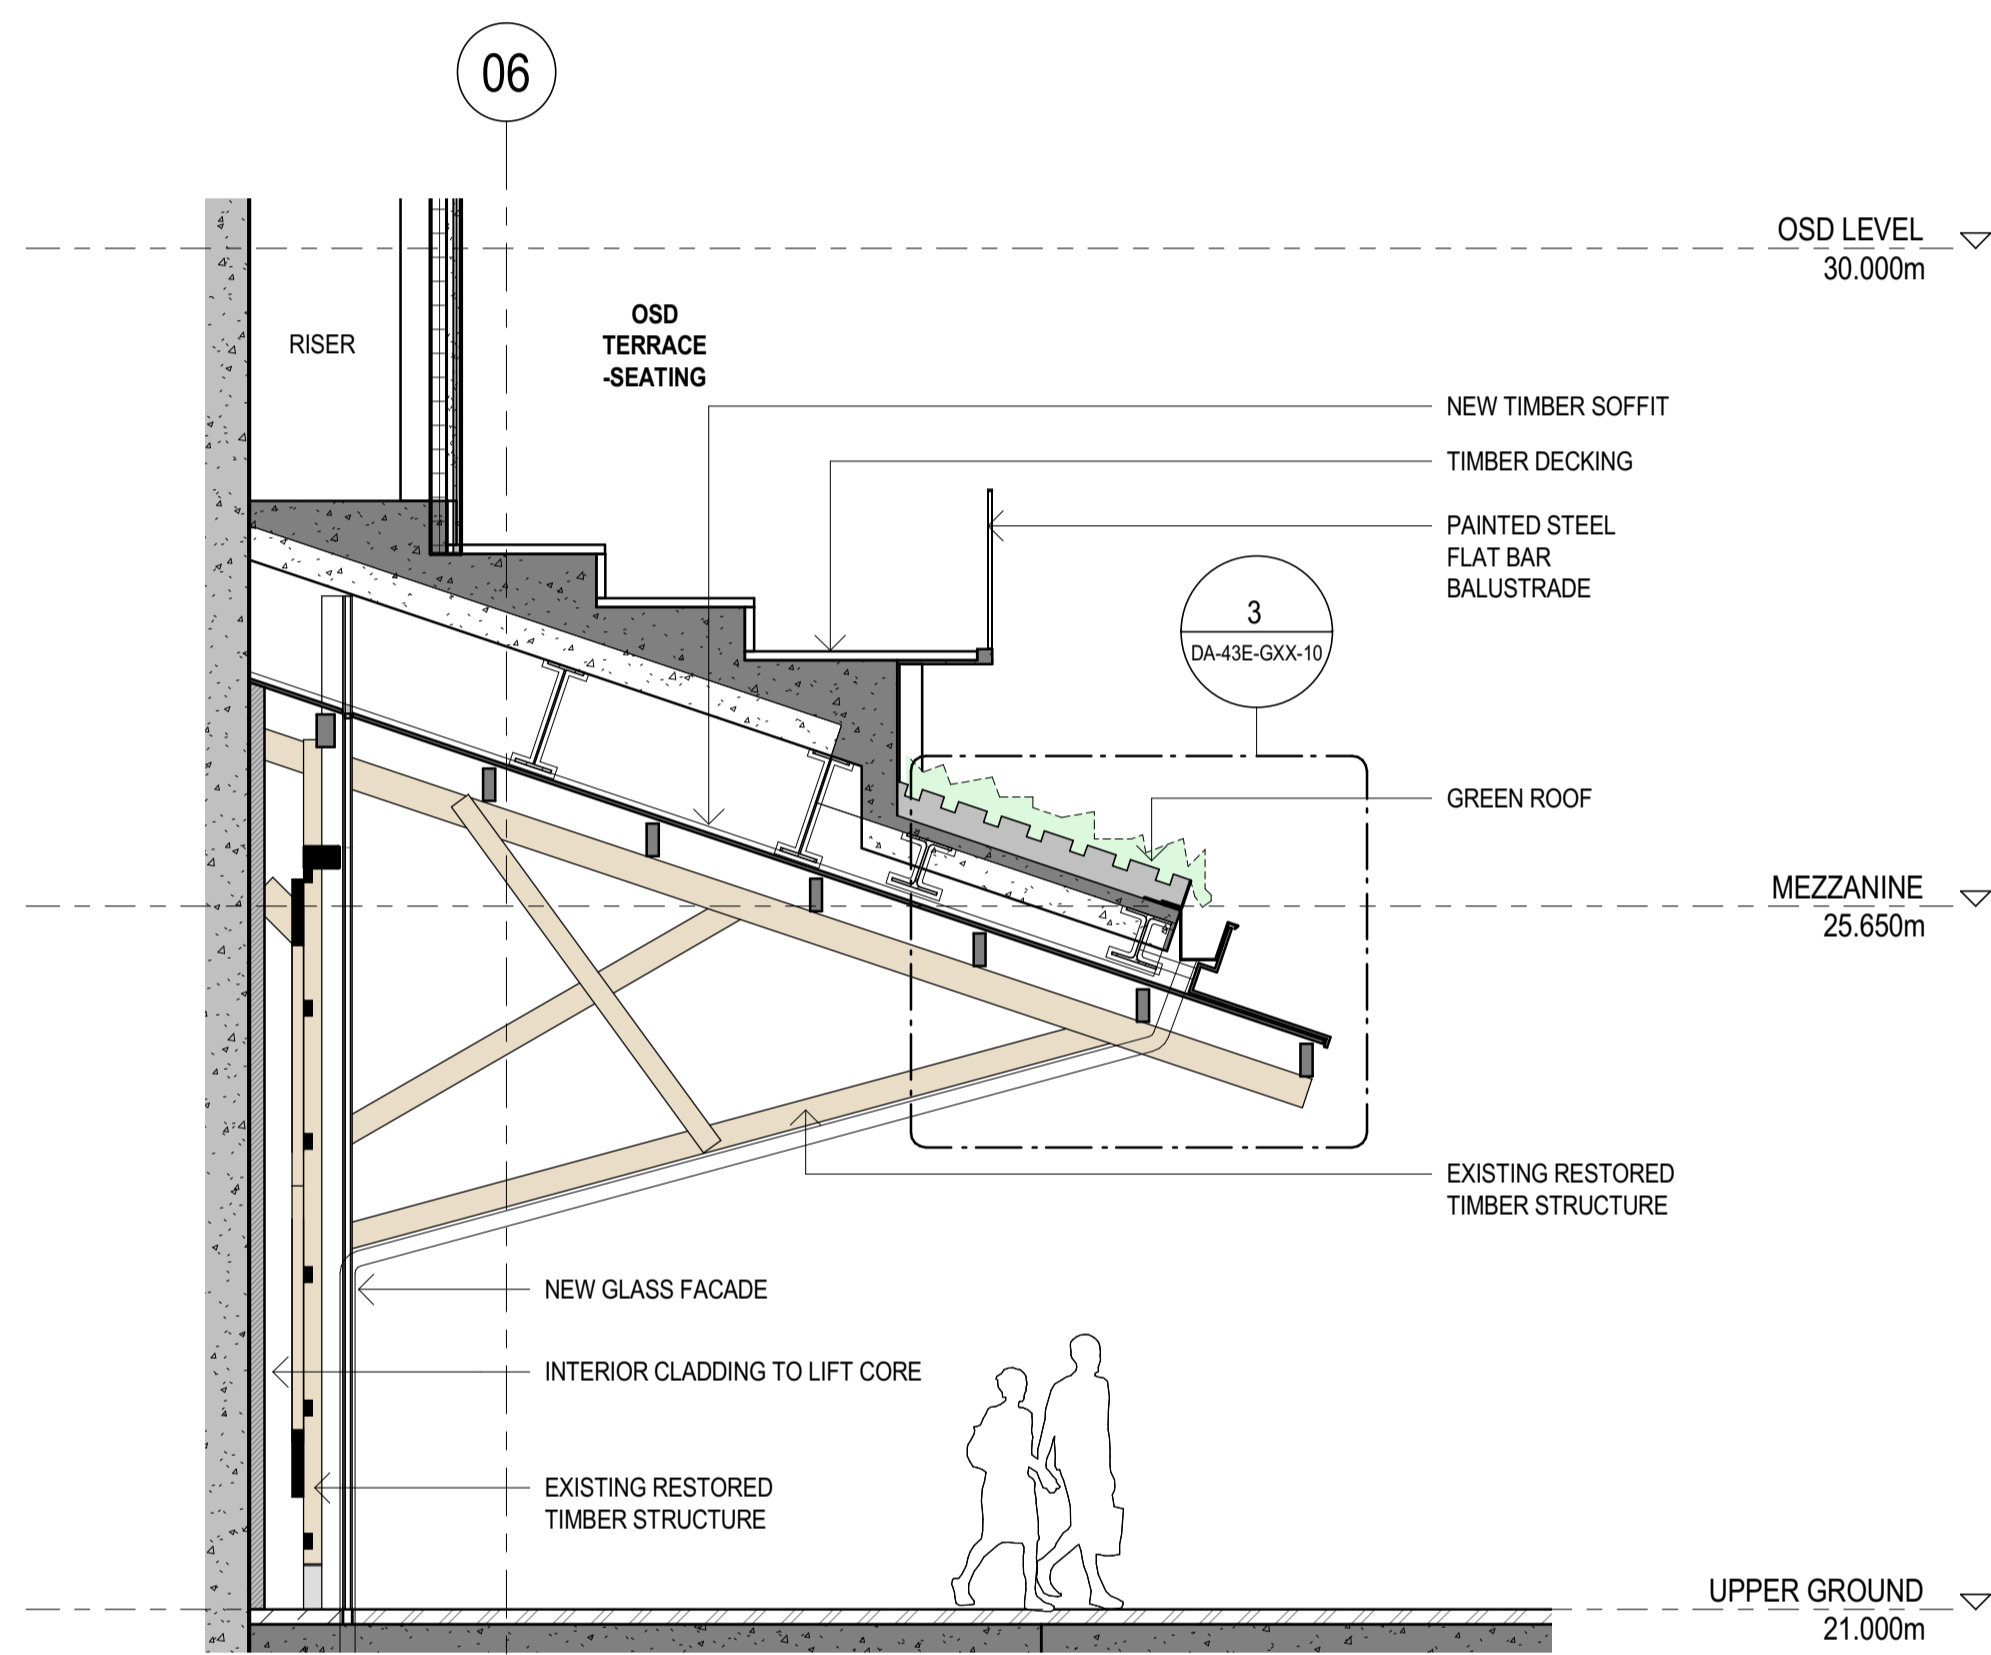 06
OSD LEVEL
30.000m
RISER
OSD
TERRACE
-SEATING
NEW TIMBER SOFFIT
TIMBER DECKING
PAINTED STEEL
FLAT BAR
BALUSTRADE
3
DA-43E-GXX-10
GREEN ROOF
MEZZANINE
25.650m
EXISTING RESTORED
TIMBER STRUCTURE
NEW GLASS FACADE
INTERIOR CLADDING TO LIFT CORE
EXISTING RESTORED
TIMBER STRUCTURE
UPPER GROUND
21.000m